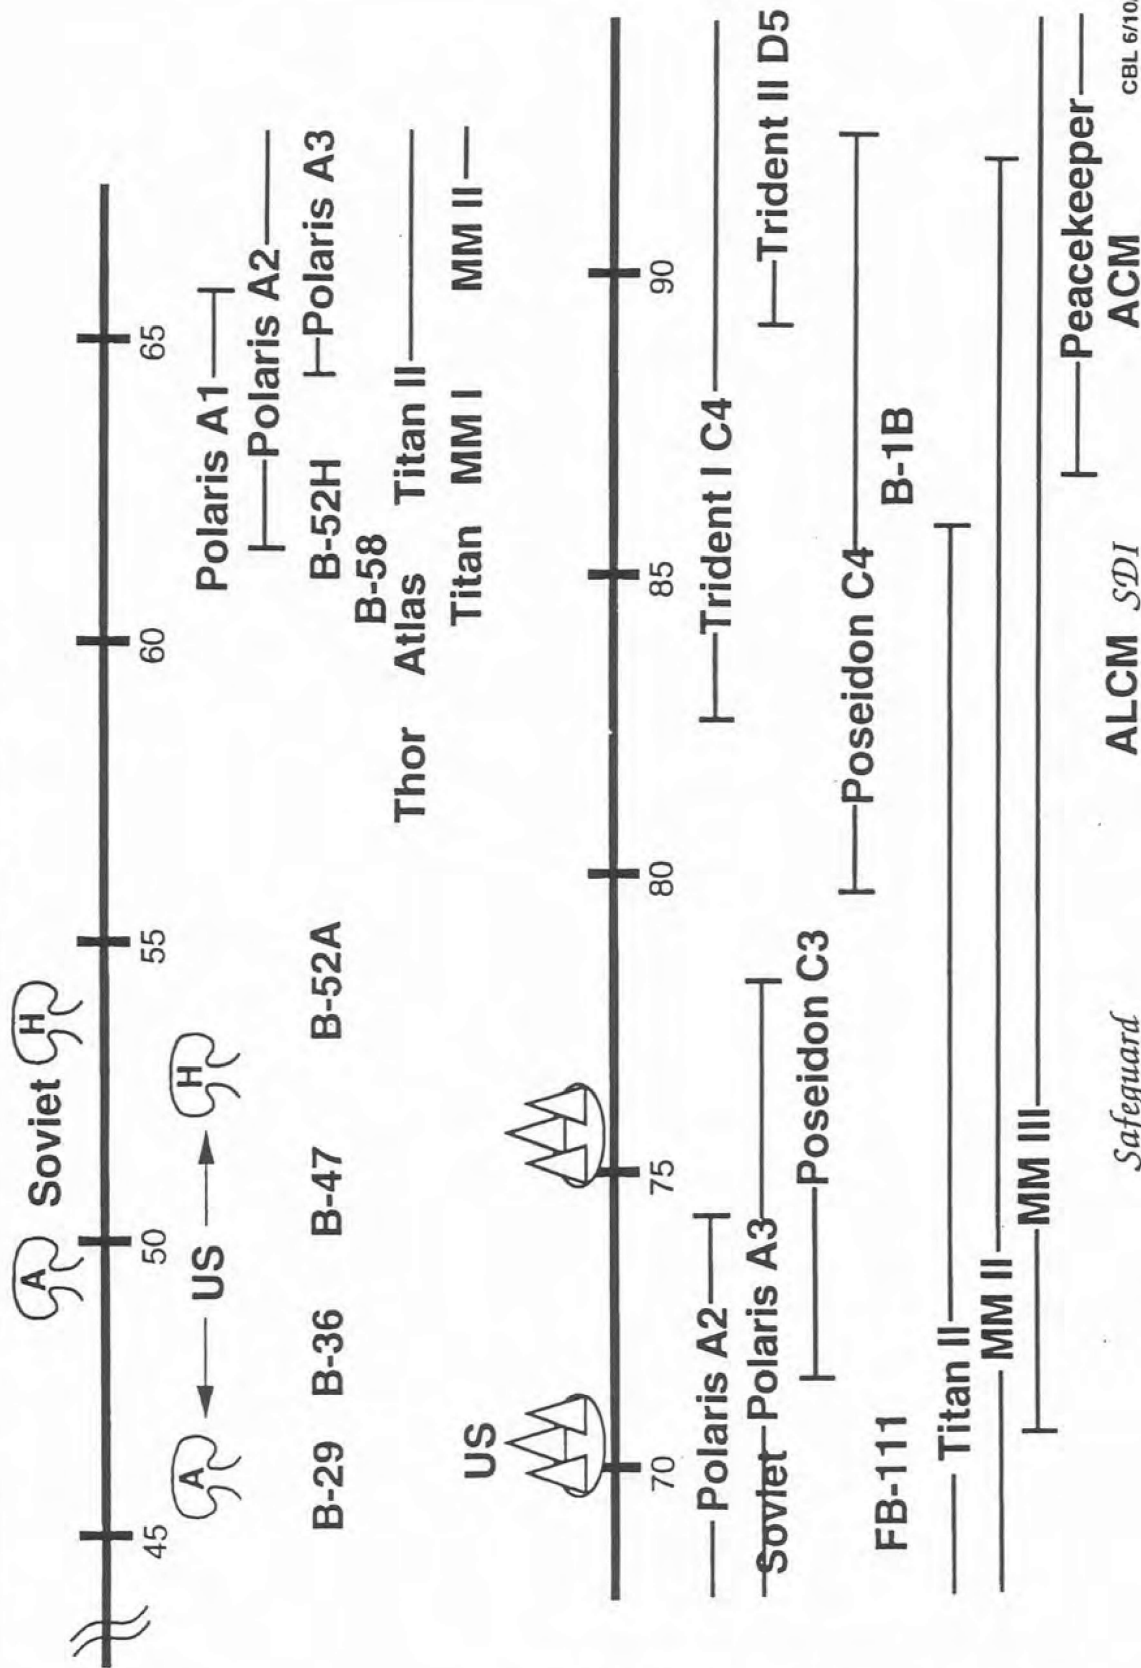 A Soviet H
45 50 55 60 65
A US H
Polaris A1
Polaris A2
B-29 B-36 B-47 B-52A B-52H Polaris A3
B-58
Thor Atlas Titan II
Titan MM I MM II
US
70 75 80 85 90
Polaris A2 Trident I C4
Soviet Polaris A3 Trident II D5
Poseidon C3
Poseidon C4
FB-111 B-1B
Titan II
MM II
MM III
Peacekeeper
Safeguard ALCM SDI ACM
CBL 6/10